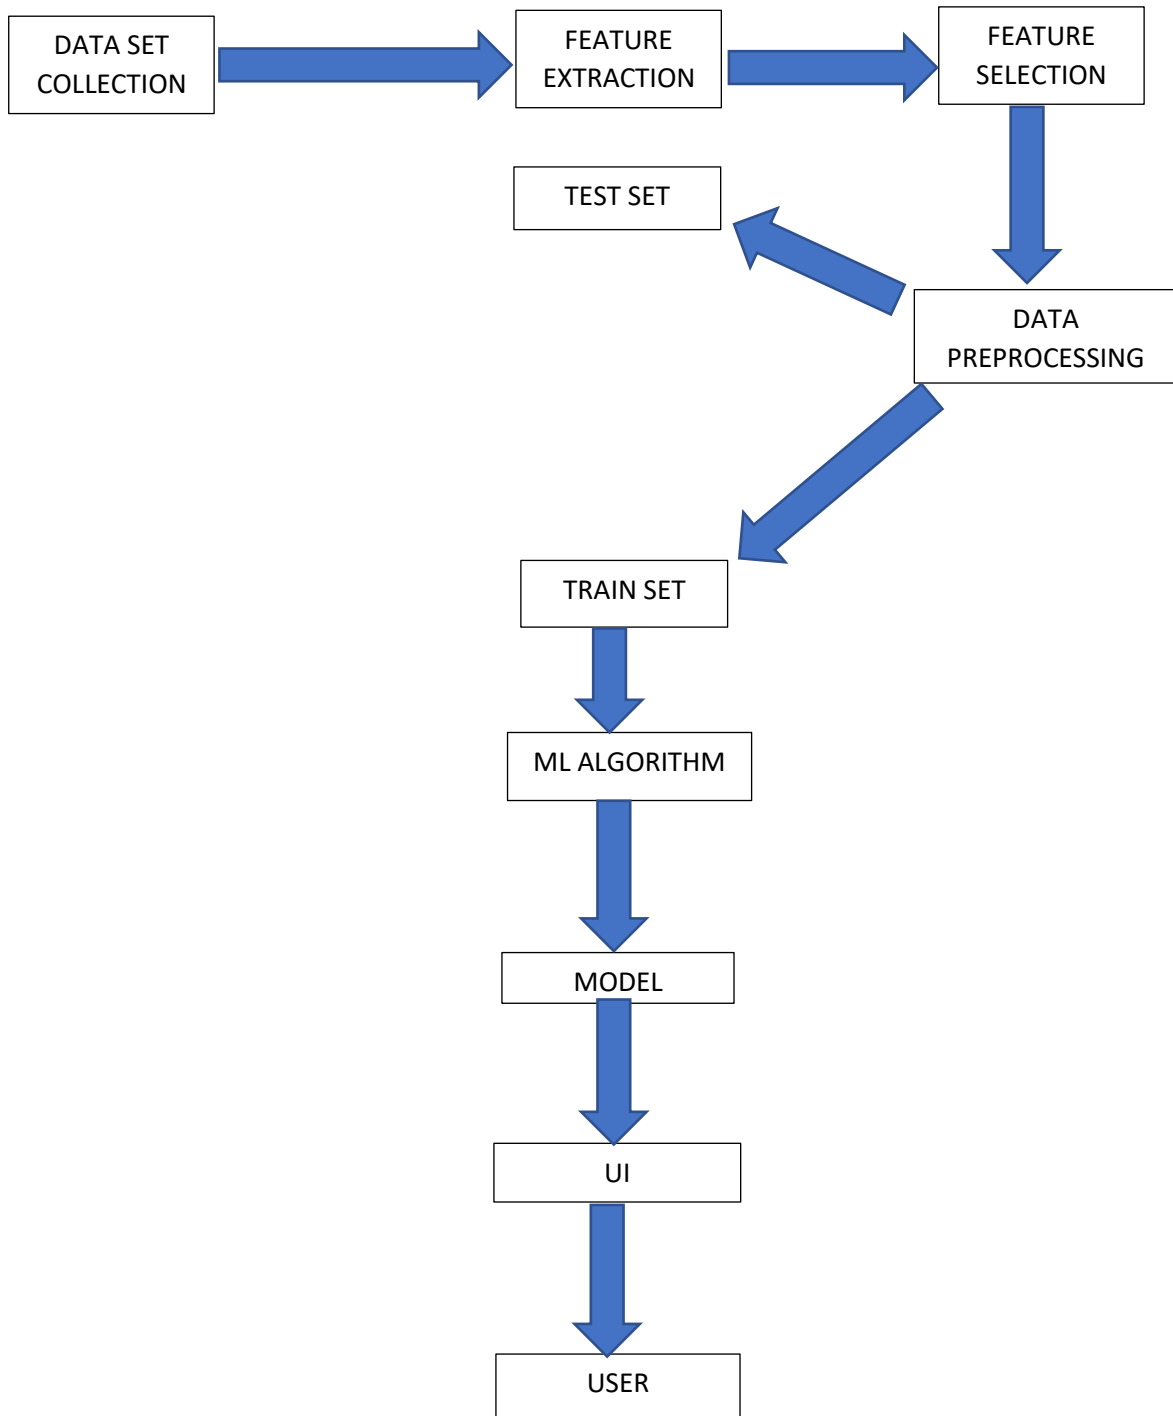 DATA SET
COLLECTION
FEATURE
EXTRACTION
FEATURE
SELECTION
TEST SET
DATA
PREPROCESSING
TRAIN SET
ML ALGORITHM
MODEL
UI
USER